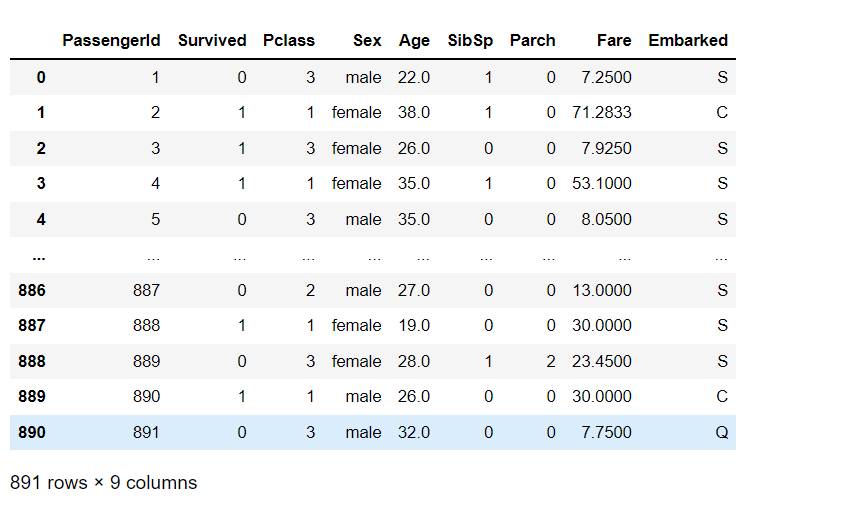 PassengerId Survived Pclass Sex Age SibSp Parch Fare Embarked
0 1 0 3 male 22.0 1 0 7.2500 S
1 2 1 1 female 38.0 1 0 71.2833 C
2 3 1 3 female 26.0 0 0 7.9250 S
3 4 1 1 female 35.0 1 0 53.1000 S
4 5 0 3 male 35.0 0 0 8.0500 S
... ... ... ... ... ... ... ... ... ...
886 887 0 2 male 27.0 0 0 13.0000 S
887 888 1 1 female 19.0 0 0 30.0000 S
888 889 0 3 female 28.0 1 2 23.4500 S
889 890 1 1 male 26.0 0 0 30.0000 C
890 891 0 3 male 32.0 0 0 7.7500 Q
891 rows × 9 columns